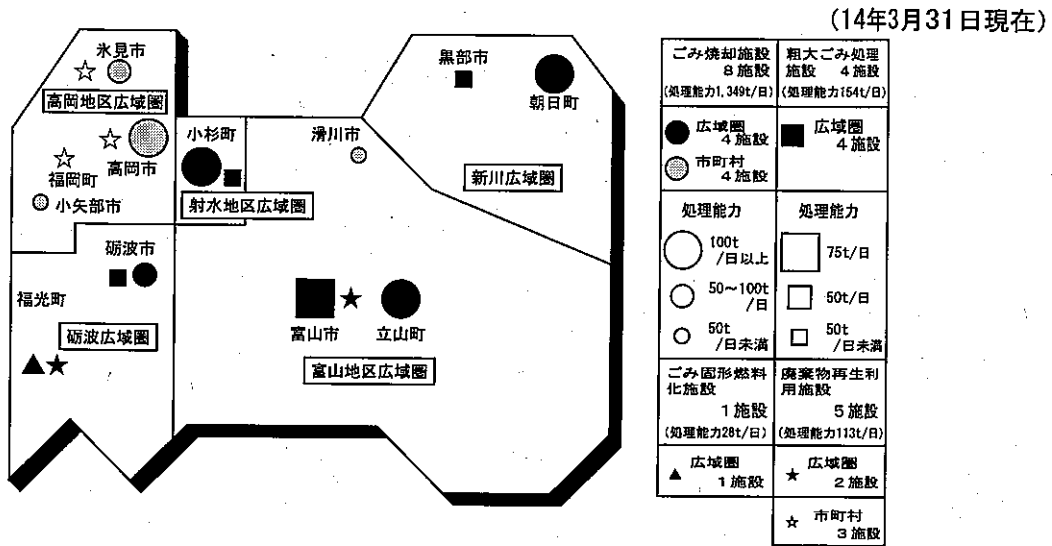 (14年3月31日現在)
氷見市
高岡地区広域圏
高岡市
福岡町
小矢部市
小杉町
射水地区広域圏
滑川市
黒部市
朝日町
新川広域圏
砺波市
福光町
砺波広域圏
富山市
立山町
富山地区広域圏
ごみ焼却施設
8施設
(処理能力1,349t/日)
粗大ごみ処理
施設 4施設
(処理能力154t/日)
広域圏
4施設
市町村
4施設
広域圏
4施設
処理能力
100t
/日以上
50～100t
/日
50t
/日未満
処理能力
75t/日
50t/日
50t
/日未満
ごみ固形燃料
化施設
1施設
(処理能力28t/日)
廃棄物再生利
用施設
5施設
(処理能力113t/日)
▲ 広域圏
1施設
★ 広域圏
2施設
☆ 市町村
3施設